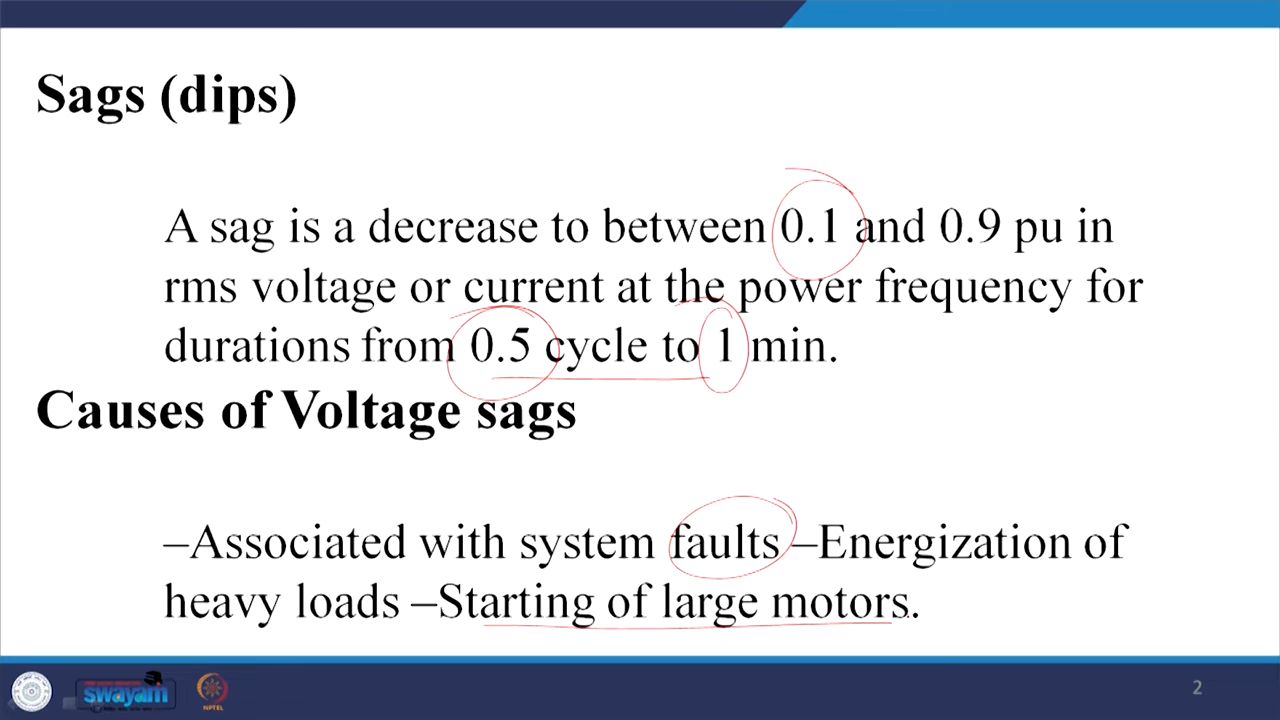 Sags (dips)
A sag is a decrease to between 0.1 and 0.9 pu in
rms voltage or current at the power frequency for
durations from 0.5 cycle to 1 min.
Causes of Voltage sags
–Associated with system faults –Energization of
heavy loads –Starting of large motors.
swayam
NPTEL
2